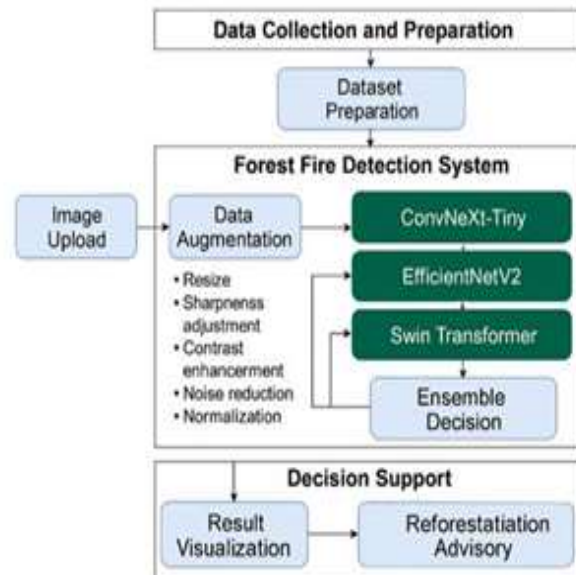 Data Collection and Preparation
Dataset
Preparation
Forest Fire Detection System
Image
Upload
Data
Augmentation
• Resize
• Sharpnenss
adjustment
• Contrast
enhancerment
• Noise reduction
• Normalization
ConvNeXt-Tiny
EfficientNetV2
Swin Transformer
Ensemble
Decision
Decision Support
Result
Visualization
Reforestatiation
Advisory